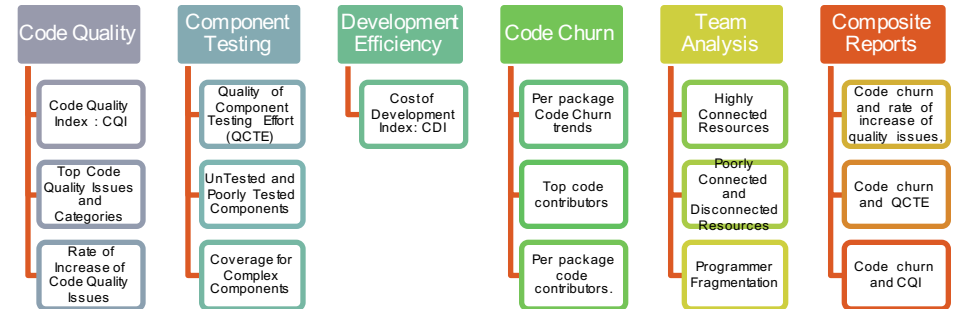 Code Quality
Code Quality
Index : CQI
Top Code
Quality Issues
and
Categories
Rate of
Increase of
Code Quality
Issues
Component
Testing
Quality of
Component
Testing Effort
(QCTE)
UnTested and
Poorly Tested
Components
Coverage for
Complex
Components
Development
Efficiency
Cost of
Development
Index: CDI
Code Churn
Per package
Code Churn
trends
Top code
contributors
Per package
code
contributors.
Team
Analysis
Highly
Connected
Resources
Poorly
Connected
and
Disconnected
Resources
Programmer
Fragmentation
Composite
Reports
Code churn
and rate of
increase of
quality issues,
Code churn
and QCTE
Code churn
and CQI